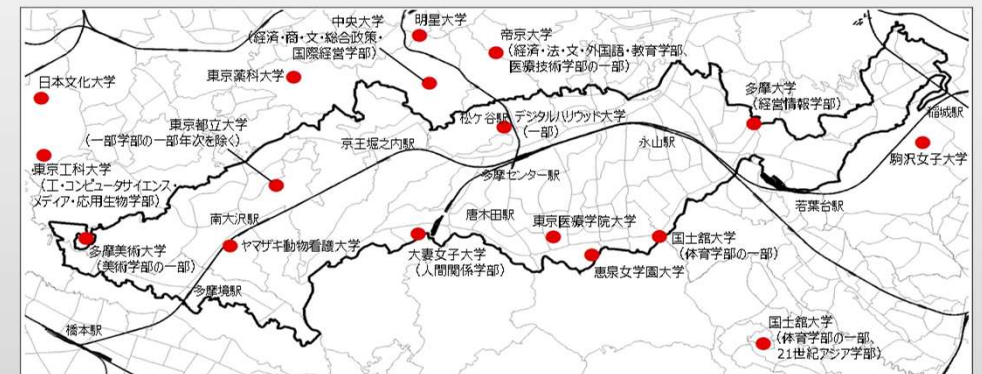 中央大学
(経済・商・文・総合政策・
国際経営学部)
明星大学
帝京大学
(経済・法・文・外国語・教育学部、
医療技術学部の一部)
日本文化大学
東京薬科大学
多摩大学
(経営情報学部)
稲城駅
東京都立大学
(一部学部の一部年次を除く)
松ケ谷駅
デジタルハリウッド大学
(一部)
京王堀之内駅
永山駅
駒沢女子大学
東京工科大学
(工・コンピュータサイエンス・
メディア・応用生物学部)
多摩センター駅
若葉台駅
南大沢駅
唐木田駅
東京医療学院大学
多摩美術大学
(美術学部の一部)
ヤマザキ動物看護大学
大妻女子大学
(人間関係学部)
国士舘大学
(体育学部の一部)
恵泉女学園大学
多摩境駅
橋本駅
国士舘大学
(体育学部の一部、
21世紀アジア学部)